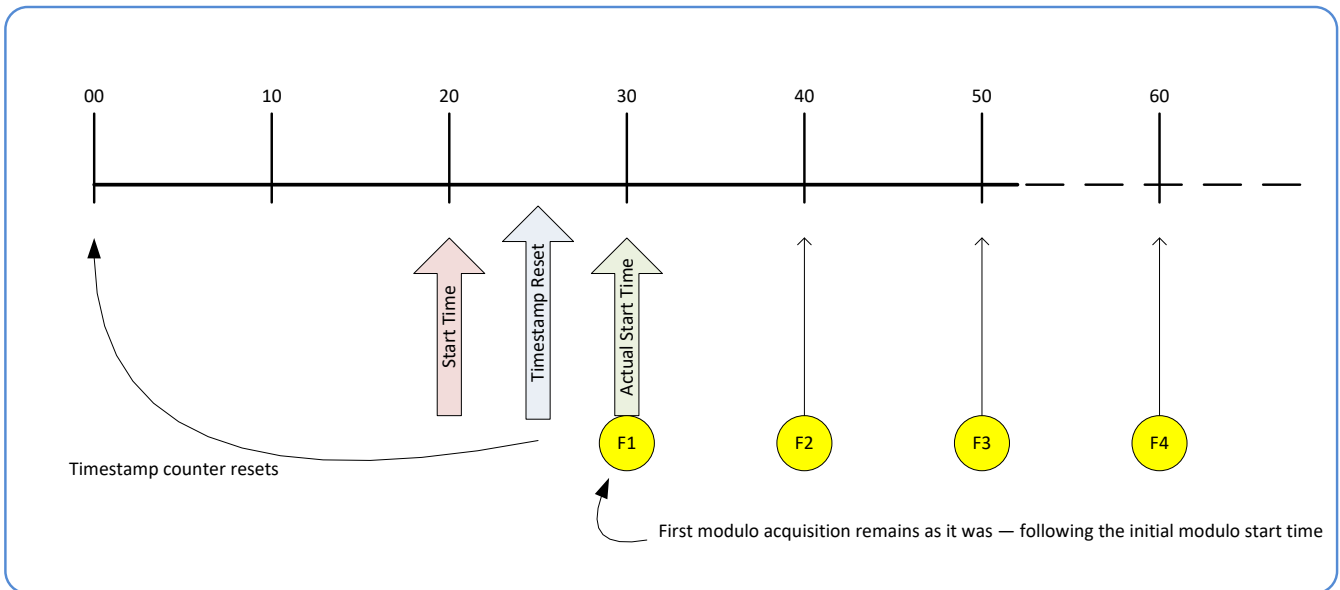 00 10 20 30 40 50 60
Start Time
Timestamp Reset
Actual Start Time
F1 F2 F3 F4
Timestamp counter resets
First modulo acquisition remains as it was — following the initial modulo start time